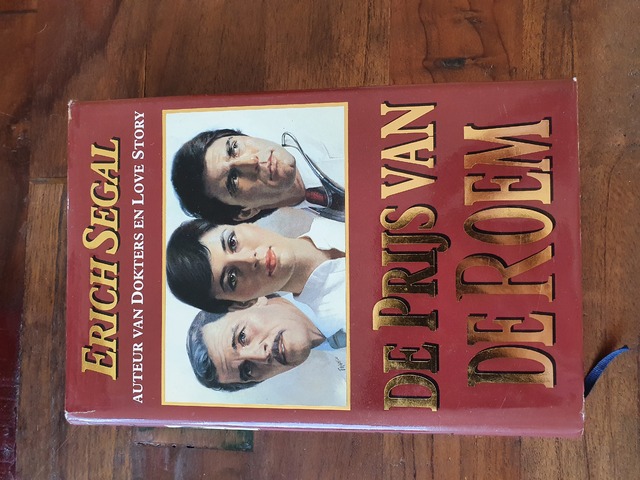 ERICH SEGAL
AUTEUR VAN DOKTERS EN LOVE STORY
DE PRIJS VAN
DE ROEM